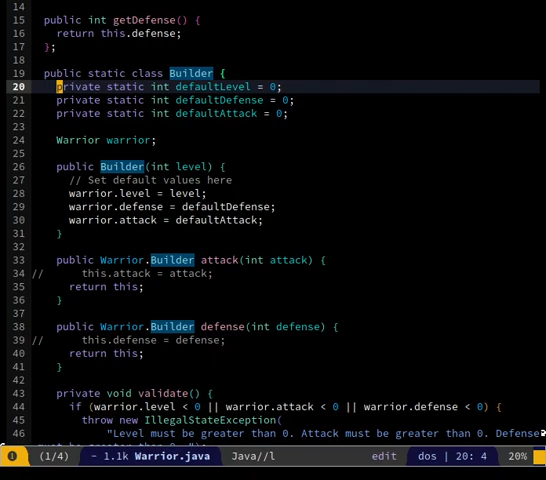 14
15 public int getDefense() {
16 return this.defense;
17 };
18
19 public static class Builder {
20 private static int defaultLevel = 0;
21 private static int defaultDefense = 0;
22 private static int defaultAttack = 0;
23
24 Warrior warrior;
25
26 public Builder(int level) {
27 // Set default values here
28 warrior.level = level;
29 warrior.defense = defaultDefense;
30 warrior.attack = defaultAttack;
31 }
32
33 public Warrior.Builder attack(int attack) {
34 // this.attack = attack;
35 return this;
36 }
37
38 public Warrior.Builder defense(int defense) {
39 // this.defense = defense;
40 return this;
41 }
42
43 private void validate() {
44 if (warrior.level < 0 || warrior.attack < 0 || warrior.defense < 0) {
45 throw new IllegalStateException(
46 "Level must be greater than 0. Attack must be greater than 0. Defense
must be greater than 0. ");
1 (1/4) - 1.1k Warrior.java Java//l edit dos | 20: 4 20%